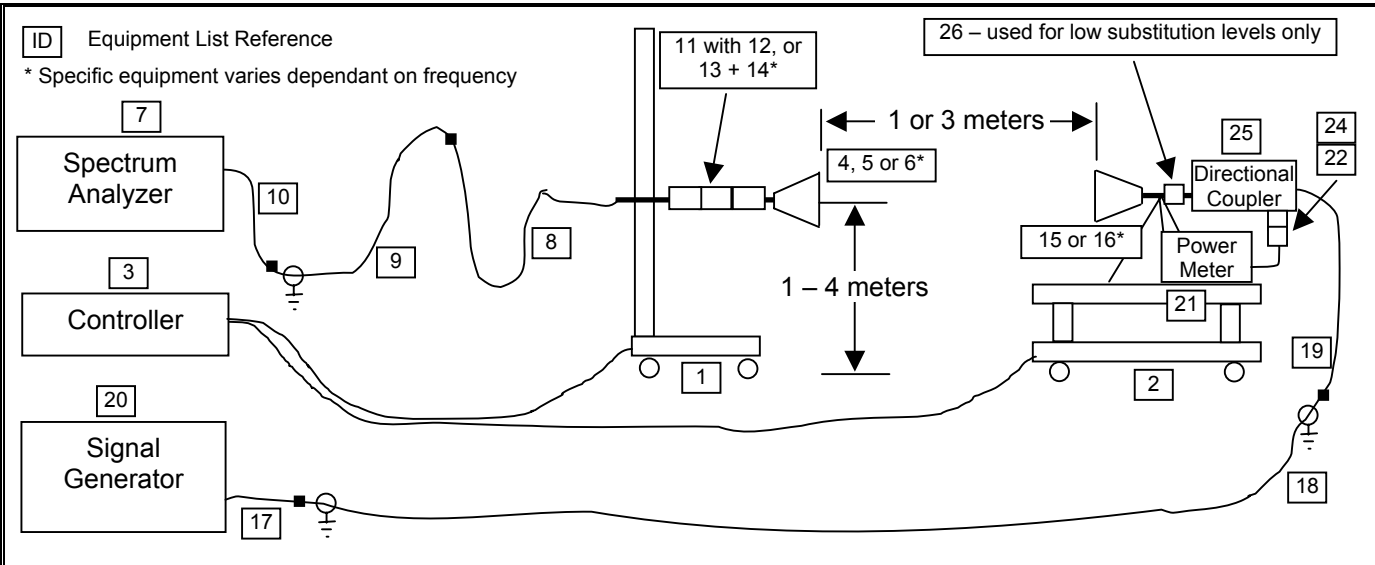 ID Equipment List Reference
* Specific equipment varies dependant on frequency
7
Spectrum
Analyzer
10
9
8
3
Controller
20
Signal
Generator
17
11 with 12, or
13 + 14*
4, 5 or 6*
1 or 3 meters
1 – 4 meters
1
26 – used for low substitution levels only
25
24
22
Directional
Coupler
15 or 16*
Power
Meter
21
2
19
18